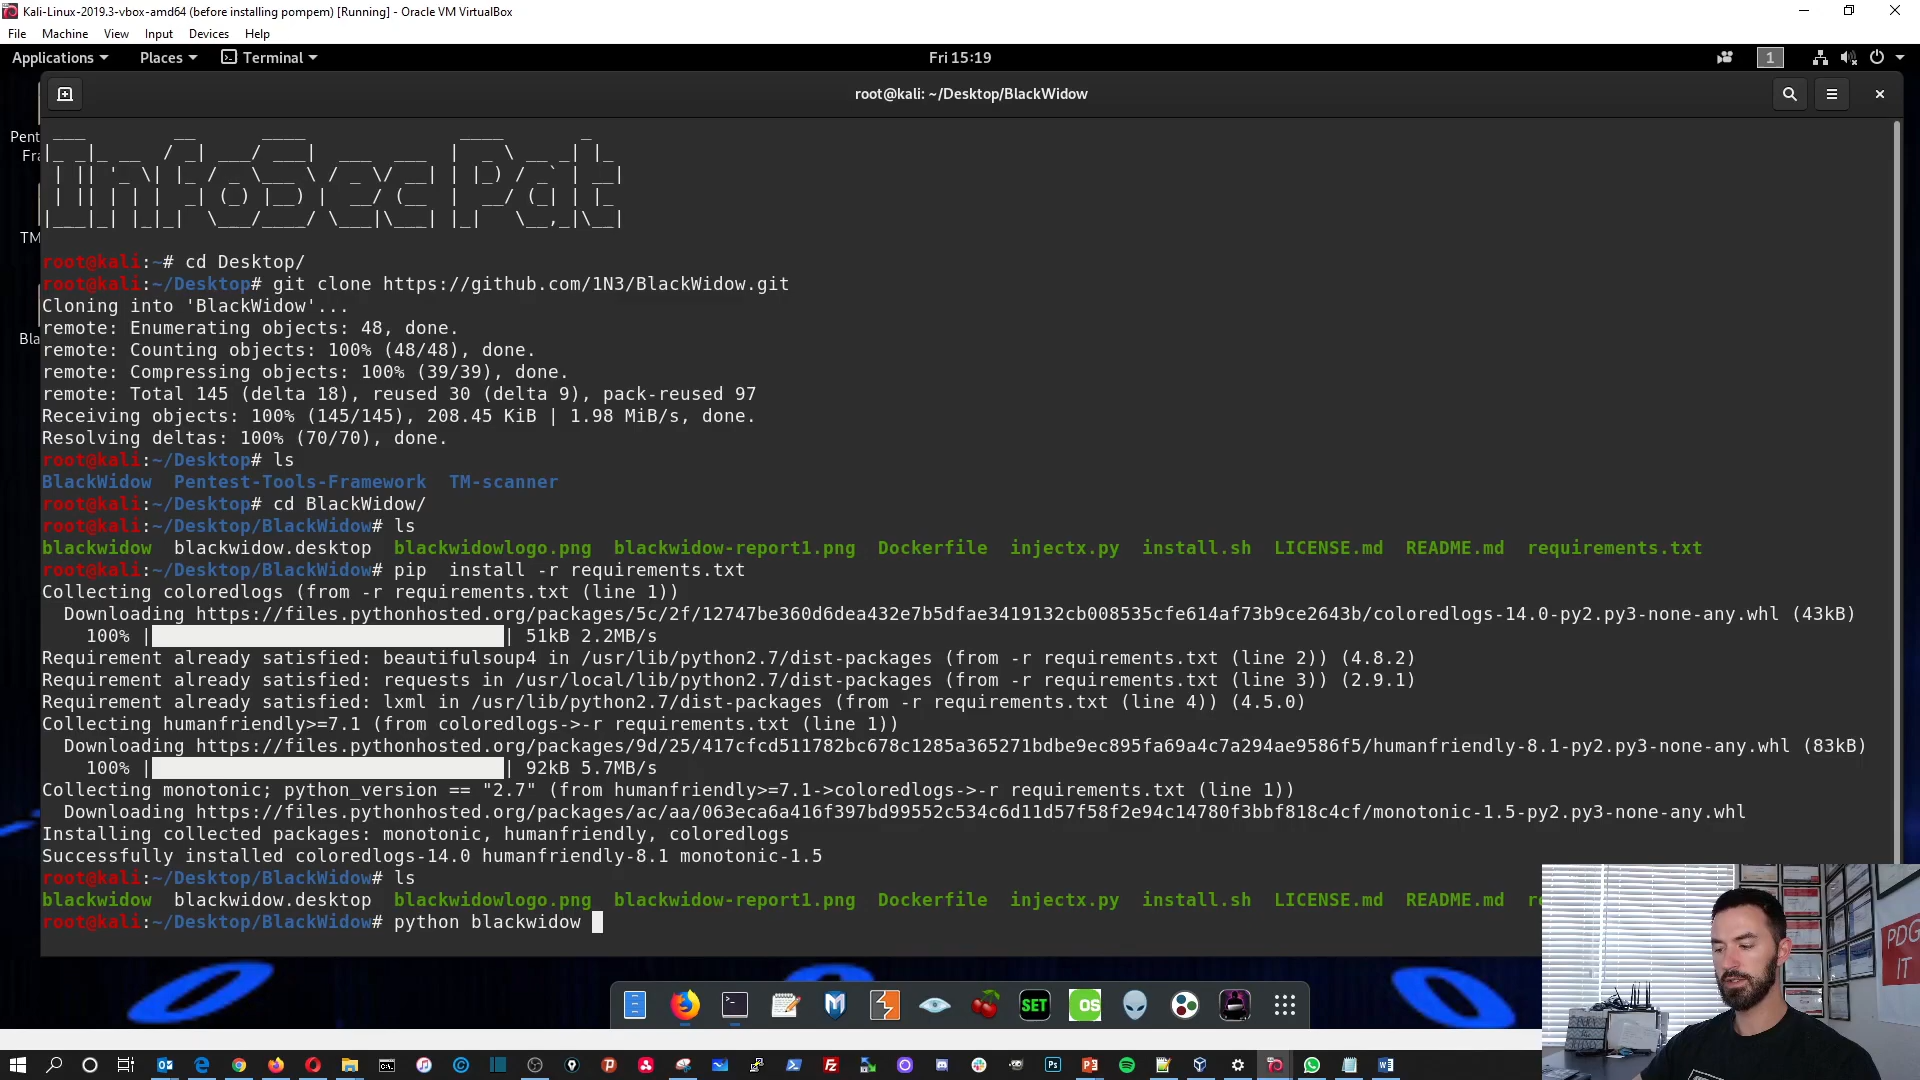 Kali-Linux-2019.3-vbox-amd64 (before installing pompem) [Running] - Oracle VM VirtualBox
File Machine View Input Devices Help
Applications Places Terminal Fri 15:19 1
root@kali: ~/Desktop/BlackWidow
InfoSec Pat
root@kali:~# cd Desktop/
root@kali:~/Desktop# git clone https://github.com/1N3/BlackWidow.git
Cloning into 'BlackWidow'...
remote: Enumerating objects: 48, done.
remote: Counting objects: 100% (48/48), done.
remote: Compressing objects: 100% (39/39), done.
remote: Total 145 (delta 18), reused 30 (delta 9), pack-reused 97
Receiving objects: 100% (145/145), 208.45 KiB | 1.98 MiB/s, done.
Resolving deltas: 100% (70/70), done.
root@kali:~/Desktop# ls
BlackWidow Pentest-Tools-Framework TM-scanner
root@kali:~/Desktop# cd BlackWidow/
root@kali:~/Desktop/BlackWidow# ls
blackwidow blackwidow.desktop blackwidowlogo.png blackwidow-report1.png Dockerfile injectx.py install.sh LICENSE.md README.md requirements.txt
root@kali:~/Desktop/BlackWidow# pip  install -r requirements.txt
Collecting coloredlogs (from -r requirements.txt (line 1))
Downloading https://files.pythonhosted.org/packages/5c/2f/12747be360d6dea432e7b5dfae3419132cb008535cfe614af73b9ce2643b/coloredlogs-14.0-py2.py3-none-any.whl (43kB)
100% | | 51kB 2.2MB/s
Requirement already satisfied: beautifulsoup4 in /usr/lib/python2.7/dist-packages (from -r requirements.txt (line 2)) (4.8.2)
Requirement already satisfied: requests in /usr/local/lib/python2.7/dist-packages (from -r requirements.txt (line 3)) (2.9.1)
Requirement already satisfied: lxml in /usr/lib/python2.7/dist-packages (from -r requirements.txt (line 4)) (4.5.0)
Collecting humanfriendly>=7.1 (from coloredlogs->-r requirements.txt (line 1))
Downloading https://files.pythonhosted.org/packages/9d/25/417cfcd511782bc678c1285a365271bdbe9ec895fa69a4c7a294ae9586f5/humanfriendly-8.1-py2.py3-none-any.whl (83kB)
100% | | 92kB 5.7MB/s
Collecting monotonic; python_version == "2.7" (from humanfriendly>=7.1->coloredlogs->-r requirements.txt (line 1))
Downloading https://files.pythonhosted.org/packages/ac/aa/063eca6a416f397bd99552c534c6d11d57f58f2e94c14780f3bbf818c4cf/monotonic-1.5-py2.py3-none-any.whl
Installing collected packages: monotonic, humanfriendly, coloredlogs
Successfully installed coloredlogs-14.0 humanfriendly-8.1 monotonic-1.5
root@kali:~/Desktop/BlackWidow# ls
blackwidow blackwidow.desktop blackwidowlogo.png blackwidow-report1.png Dockerfile injectx.py install.sh LICENSE.md README.md
root@kali:~/Desktop/BlackWidow# python blackwidow
Pent
Fra
TM
Bla
SET
OS
PDG
IT